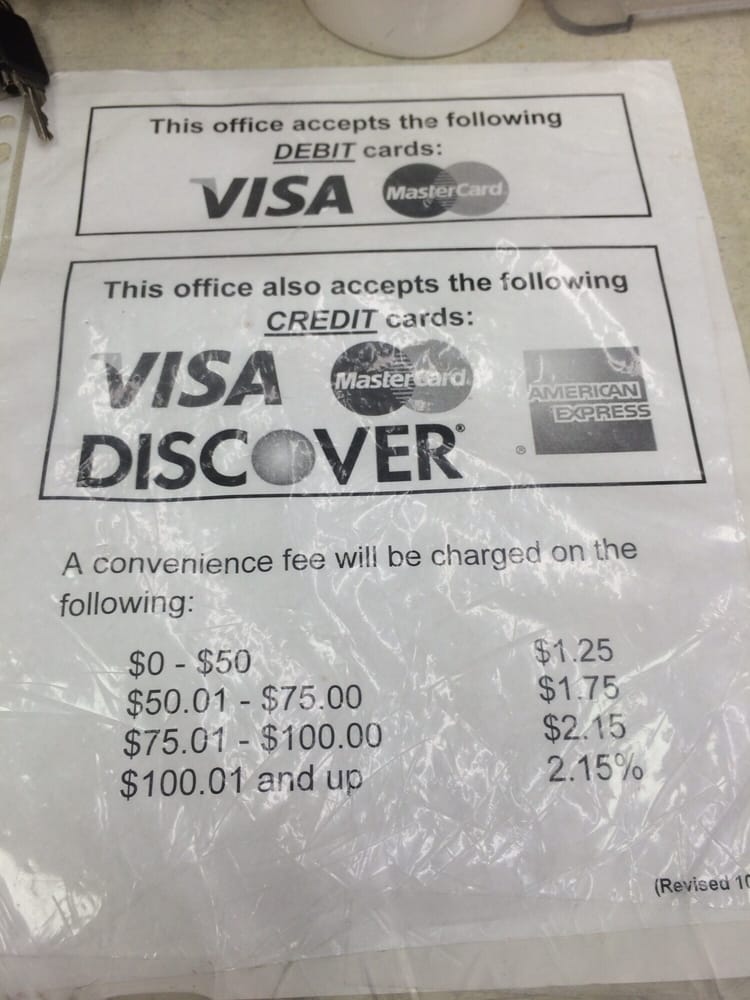 This office accepts the following
DEBIT cards:
VISA MasterCard
This office also accepts the following
CREDIT cards:
VISA MasterCard AMERICAN EXPRESS
DISCOVER®
®
A convenience fee will be charged on the
following:
$0 - $50 $1.25
$50.01 - $75.00 $1.75
$75.01 - $100.00 $2.15
$100.01 and up 2.15%
(Revised 10